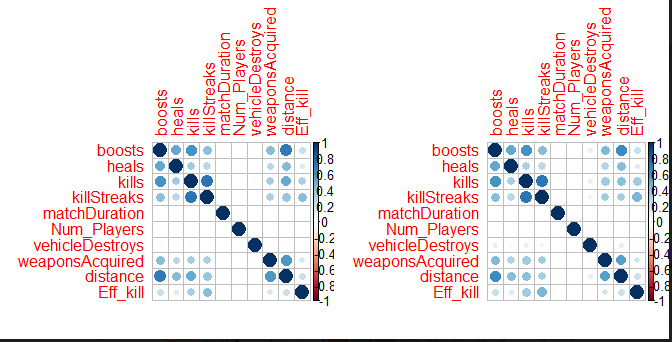 boosts
heals
kills
killStreaks
matchDuration
Num_Players
vehicleDestroys
weaponsAcquired
distance
Eff_kill
boosts
heals
kills
killStreaks
matchDuration
Num_Players
vehicleDestroys
weaponsAcquired
distance
Eff_kill
1
0.8
0.6
0.4
0.2
0
-0.2
-0.4
-0.6
-0.8
-1
boosts
heals
kills
killStreaks
matchDuration
Num_Players
vehicleDestroys
weaponsAcquired
distance
Eff_kill
boosts
heals
kills
killStreaks
matchDuration
Num_Players
vehicleDestroys
weaponsAcquired
distance
Eff_kill
1
0.8
0.6
0.4
0.2
0
-0.2
-0.4
-0.6
-0.8
-1